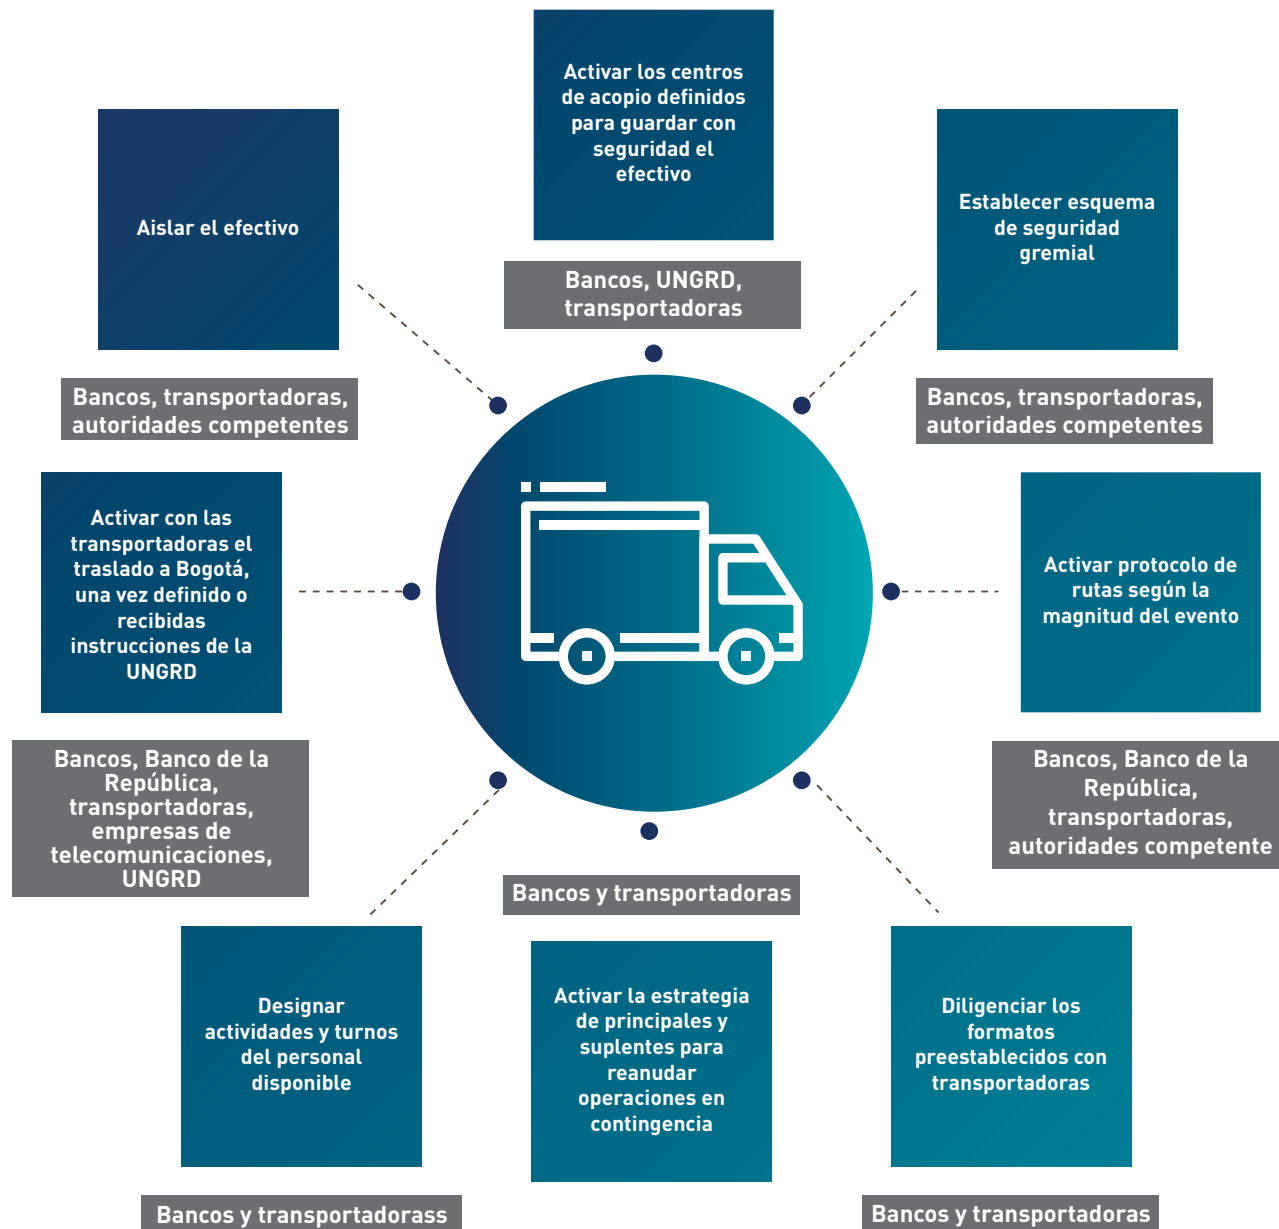 Activar los centros
de acopio definidos
para guardar con
seguridad el
efectivo
Bancos, UNGRD,
transportadoras
Aislar el efectivo
Bancos, transportadoras,
autoridades competentes
Establecer esquema
de seguridad
gremial
Bancos, transportadoras,
autoridades competentes
Activar con las
transportadoras el
traslado a Bogotá,
una vez definido o
recibidas
instrucciones de la
UNGRD
Bancos, Banco de la
República,
transportadoras,
empresas de
telecomunicaciones,
UNGRD
Activar protocolo de
rutas según la
magnitud del evento
Bancos, Banco de la
República,
transportadoras,
autoridades competente
Designar
actividades y turnos
del personal
disponible
Bancos y transportadorass
Bancos y transportadoras
Activar la estrategia
de principales y
suplentes para
reanudar
operaciones en
contingencia
Diligenciar los
formatos
preestablecidos con
transportadoras
Bancos y transportadoras